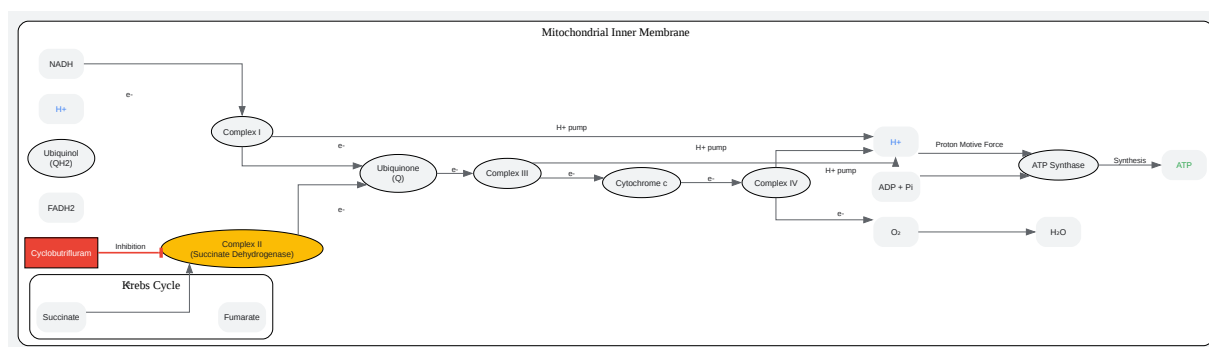 Mitochondrial Inner Membrane
NADH
e-
H+
Complex I
H+ pump
H+
e-
H+ pump
Proton Motive Force
Ubiquinol
(QH2)
Ubiquinone
(Q)
e-
Complex III
e-
Cytochrome c
e-
Complex IV
H+ pump
ATP Synthase
Synthesis
ATP
ADP + Pi
FADH2
e-
e-
O₂
H₂O
Cyclobutrifluram
Inhibition
Complex II
(Succinate Dehydrogenase)
Krebs Cycle
Succinate
Fumarate